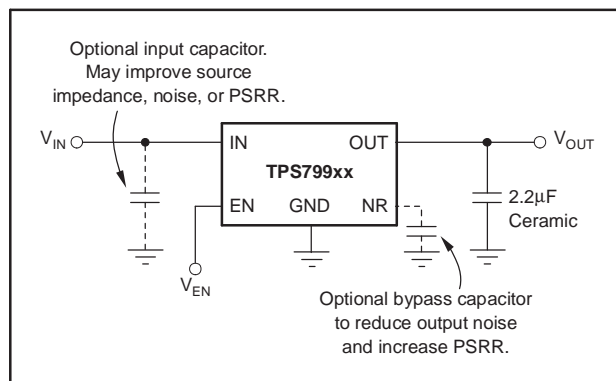 Optional input capacitor.
May improve source
impedance, noise, or PSRR.
VIN
IN
OUT
VOUT
TPS799xx
EN
GND
NR
2.2μF
Ceramic
VEN
Optional bypass capacitor
to reduce output noise
and increase PSRR.